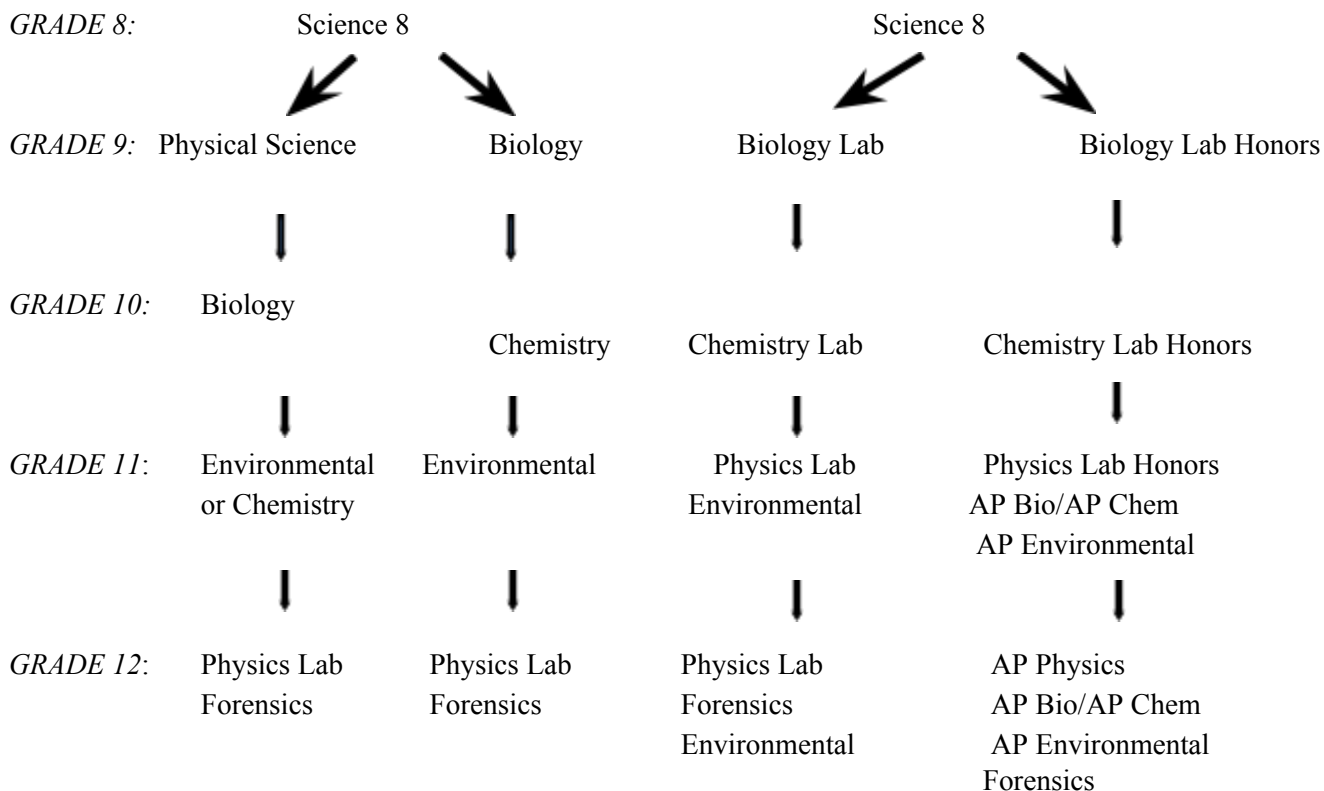 GRADE 8: Science 8 Science 8
GRADE 9: Physical Science Biology Biology Lab Biology Lab Honors
GRADE 10: Biology
Chemistry Chemistry Lab Chemistry Lab Honors
GRADE 11: Environmental Environmental Physics Lab Physics Lab Honors
or Chemistry Environmental AP Bio/AP Chem
AP Environmental
GRADE 12: Physics Lab Physics Lab Physics Lab AP Physics
Forensics Forensics Forensics AP Bio/AP Chem
Environmental AP Environmental
Forensics